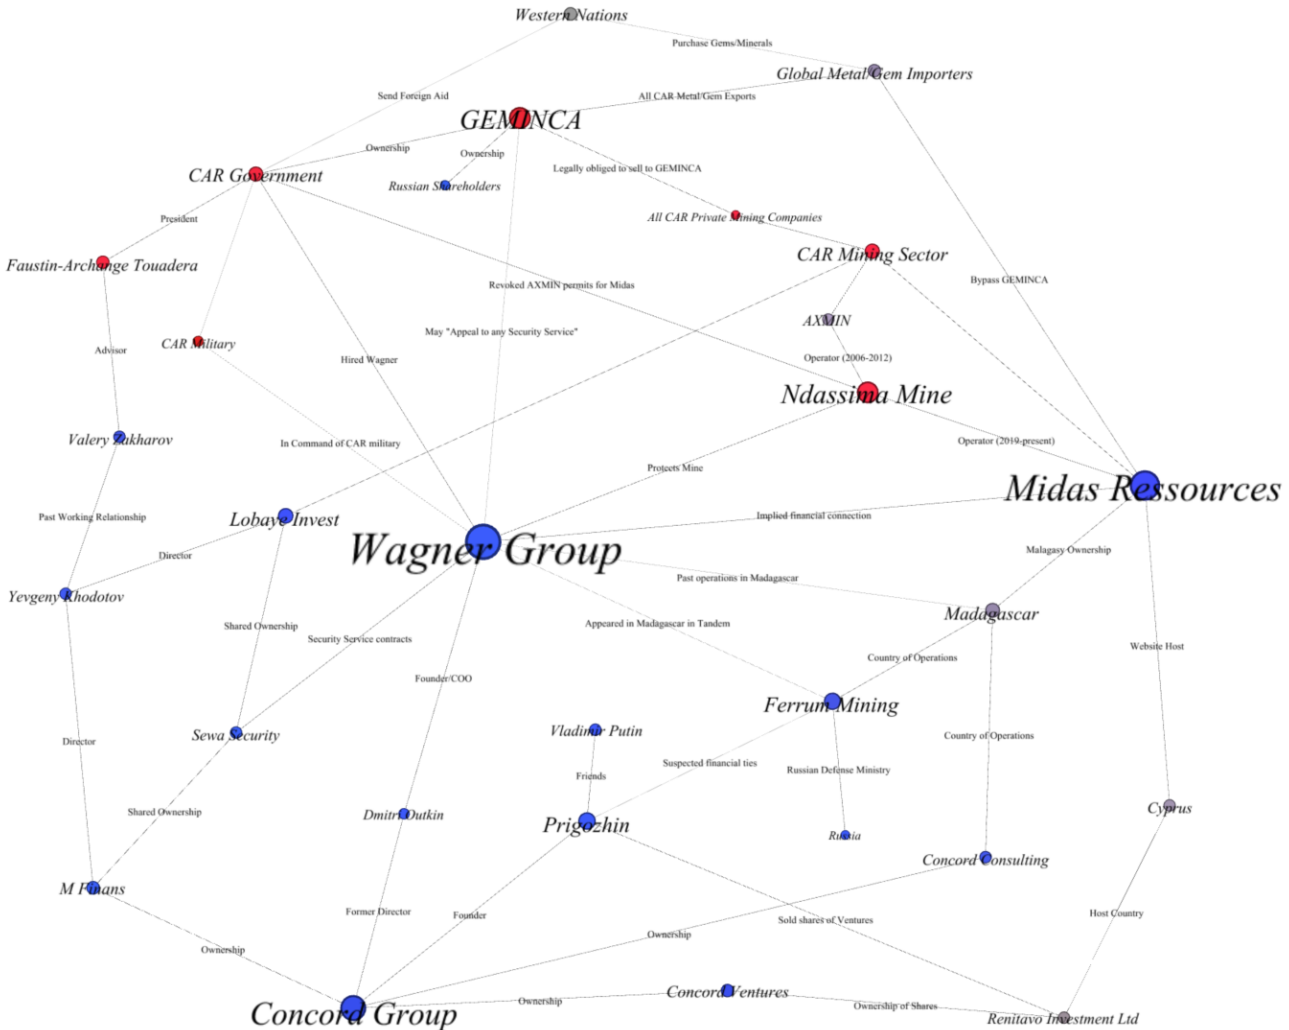 Western Nations
Purchase Gems/Minerals
Global Metal/Gem Importers
Send Foreign Aid
All CAR Metal/Gem Exports
GEMINCA
Ownership
Ownership
Legally obliged to sell to GEMINCA
CAR Government
Russian Shareholders
President
All CAR Private Mining Companies
CAR Mining Sector
Faustin-Archange Touadera
Bypass GEMINCA
Revoked AXMIN permits for Midas
AXMIN
May "Appeal to any Security Service"
CAR Military
Advisor
Hired Wagner
Operator (2006-2012)
Ndassima Mine
Valery Zakharov
In Command of CAR military
Operator (2019-present)
Protects Mine
Midas Ressources
Past Working Relationship
Lobaye Invest
Implied financial connection
Wagner Group
Director
Malagasy Ownership
Past operations in Madagascar
Yevgeny Khodotov
Madagascar
Shared Ownership
Security Service contracts
Appeared in Madagascar in Tandem
Website Host
Country of Operations
Founder/COO
Ferrum Mining
Sewa Security
Vladimir Putin
Country of Operations
Director
Suspected financial ties
Russian Defense Ministry
Friends
Shared Ownership
Dmitri Outkin
Prigozhin
Russia
Cyprus
Concord Consulting
M Finans
Former Director
Founder
Sold shares of Ventures
Host Country
Ownership
Ownership
Concord Group
Ownership
Concord Ventures
Ownership of Shares
Renitavo Investment Ltd